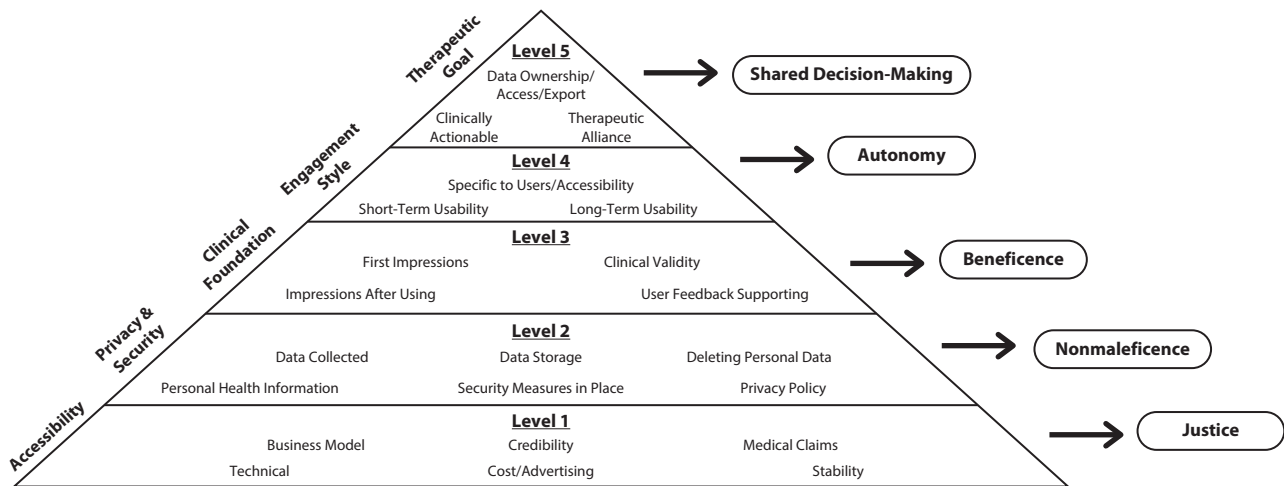 Therapeutic
Goal
Level 5
Data Ownership/
Access/Export
Clinically
Actionable
Therapeutic
Alliance
Shared Decision-Making
Engagement
Style
Level 4
Specific to Users/Accessibility
Short-Term Usability
Long-Term Usability
Autonomy
Clinical
Foundation
Level 3
First Impressions
Clinical Validity
Impressions After Using
User Feedback Supporting
Beneficence
Privacy &
Security
Level 2
Data Collected
Data Storage
Deleting Personal Data
Personal Health Information
Security Measures in Place
Privacy Policy
Nonmaleficence
Accessibility
Level 1
Business Model
Credibility
Medical Claims
Technical
Cost/Advertising
Stability
Justice